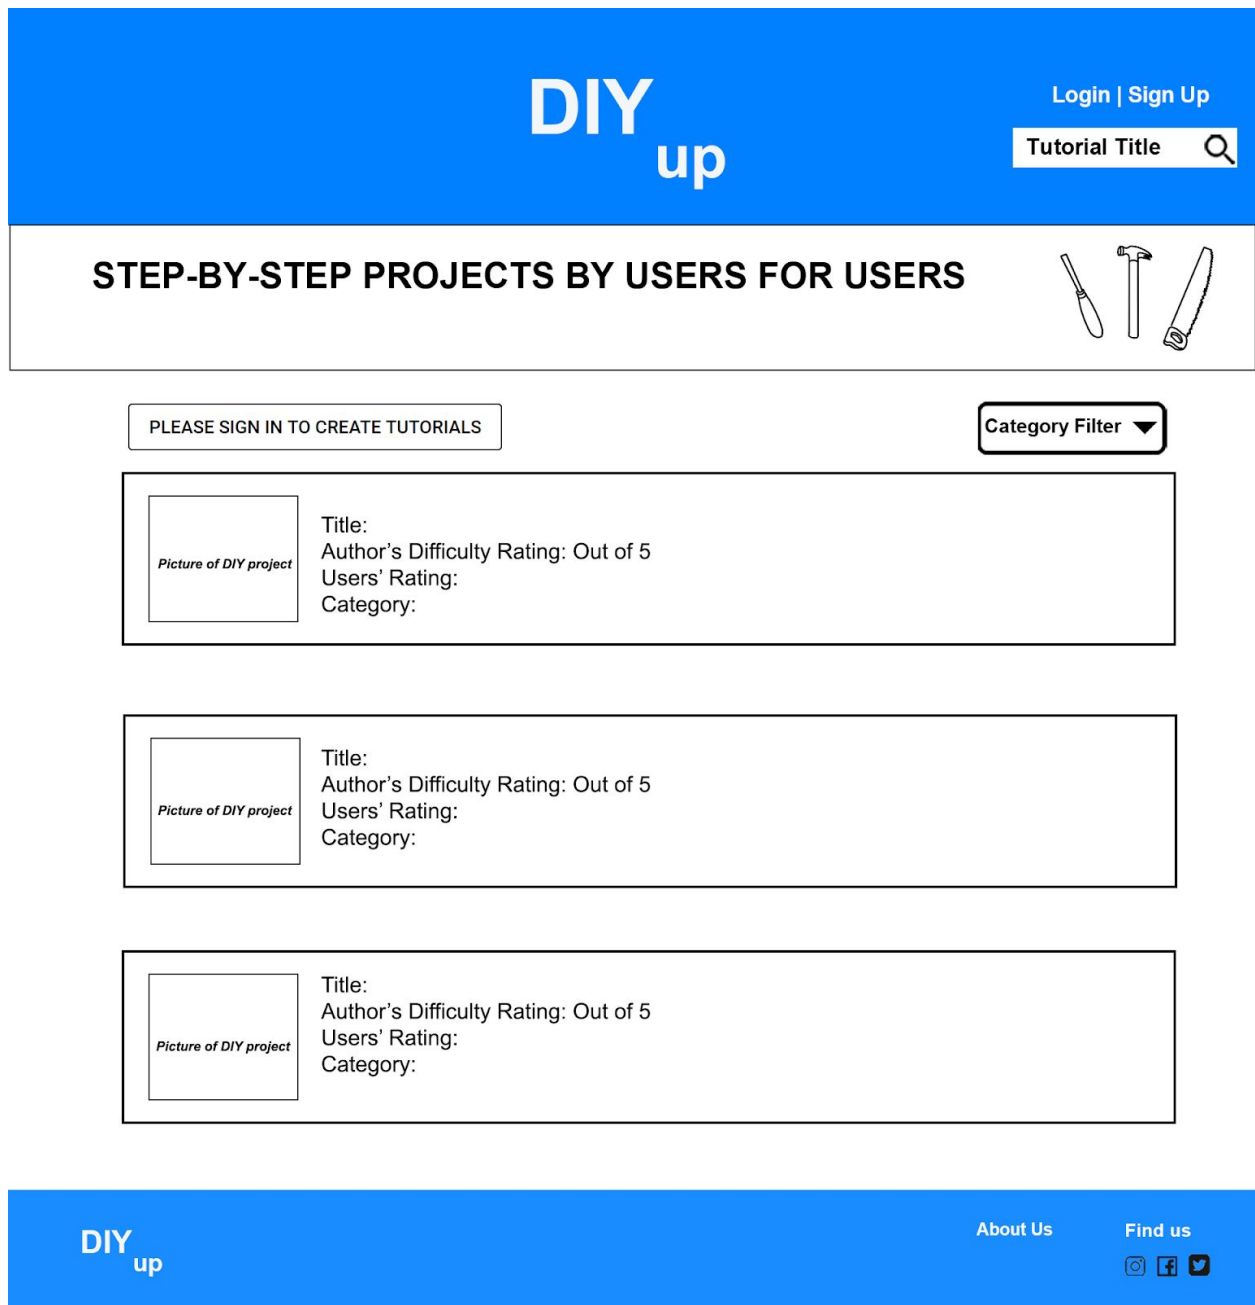 DIY
up
Login | Sign Up
Tutorial Title
STEP-BY-STEP PROJECTS BY USERS FOR USERS
PLEASE SIGN IN TO CREATE TUTORIALS
Category Filter
Picture of DIY project
Title:
Author’s Difficulty Rating: Out of 5
Users’ Rating:
Category:
Picture of DIY project
Title:
Author’s Difficulty Rating: Out of 5
Users’ Rating:
Category:
Picture of DIY project
Title:
Author’s Difficulty Rating: Out of 5
Users’ Rating:
Category:
DIY
up
About Us
Find us